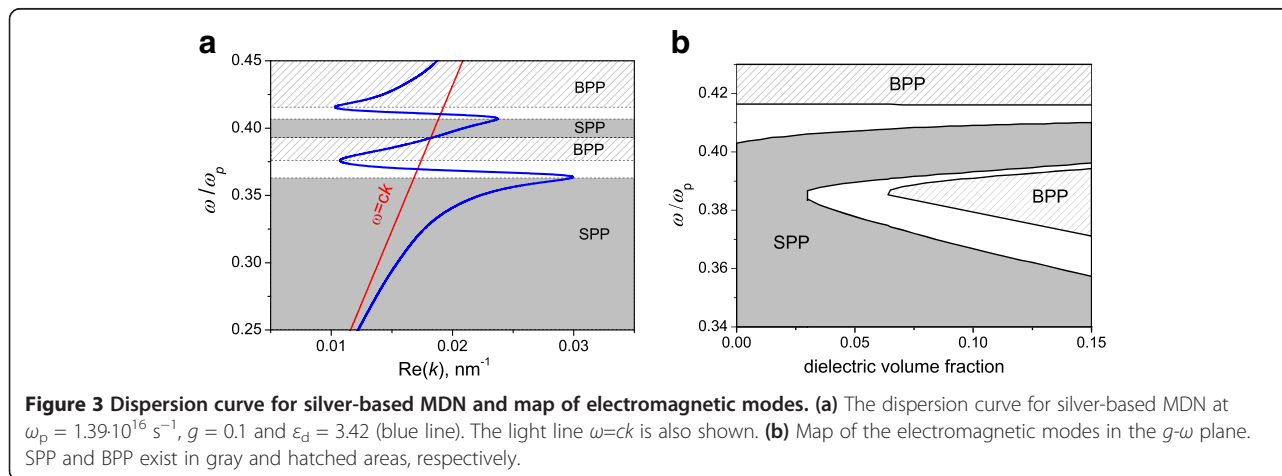 a
b
0.45
0.40
0.35
0.30
0.25
ω/ωp
BPP
SPP
BPP
SPP
ω=ck
0.01 0.02 0.03
Re(k), nm⁻¹
0.42
0.40
0.38
0.36
0.34
ω/ωp
BPP
BPP
SPP
0.00 0.05 0.10 0.15
dielectric volume fraction
Figure 3 Dispersion curve for silver-based MDN and map of electromagnetic modes. (a) The dispersion curve for silver-based MDN at
ωp = 1.39·10¹⁶ s⁻¹, g = 0.1 and εd = 3.42 (blue line). The light line ω=ck is also shown. (b) Map of the electromagnetic modes in the g-ω plane.
SPP and BPP exist in gray and hatched areas, respectively.